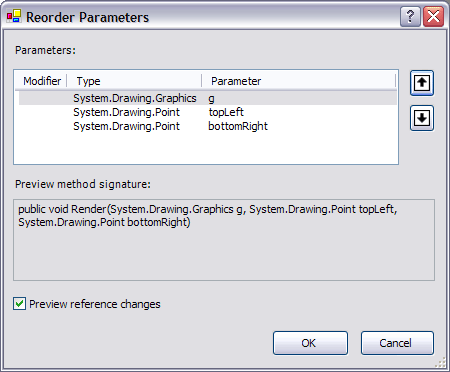 Reorder Parameters
Parameters:
Modifier Type Parameter
System.Drawing.Graphics g
System.Drawing.Point topLeft
System.Drawing.Point bottomRight
Preview method signature:
public void Render(System.Drawing.Graphics g, System.Drawing.Point topLeft,
System.Drawing.Point bottomRight)
Preview reference changes
OK Cancel